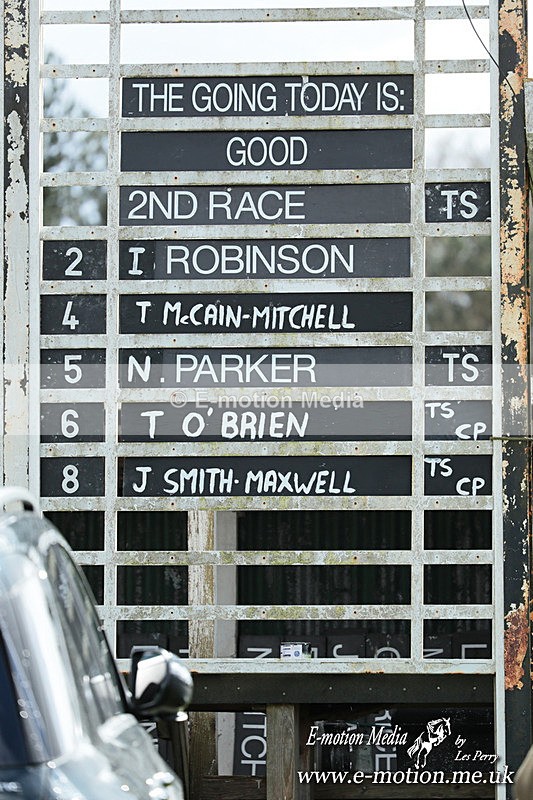 THE GOING TODAY IS:
GOOD
2ND RACE TS
2 I ROBINSON
4 T McCAIN-MITCHELL
5 N. PARKER TS
© E-motion Media
6 T O'BRIEN TS CP
8 J SMITH-MAXWELL TS CP
E-motion Media
by
Les Perry
www.e-motion.me.uk